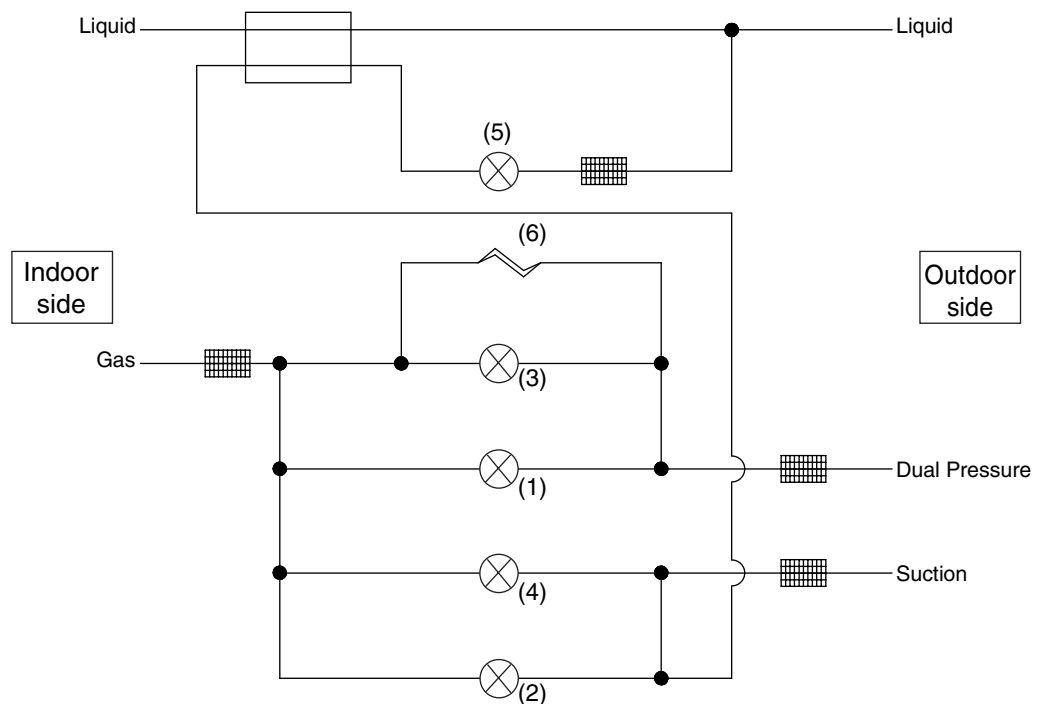 Liquid
Liquid
(5)
(6)
Indoor
side
Outdoor
side
Gas
(3)
(1)
Dual Pressure
(4)
Suction
(2)